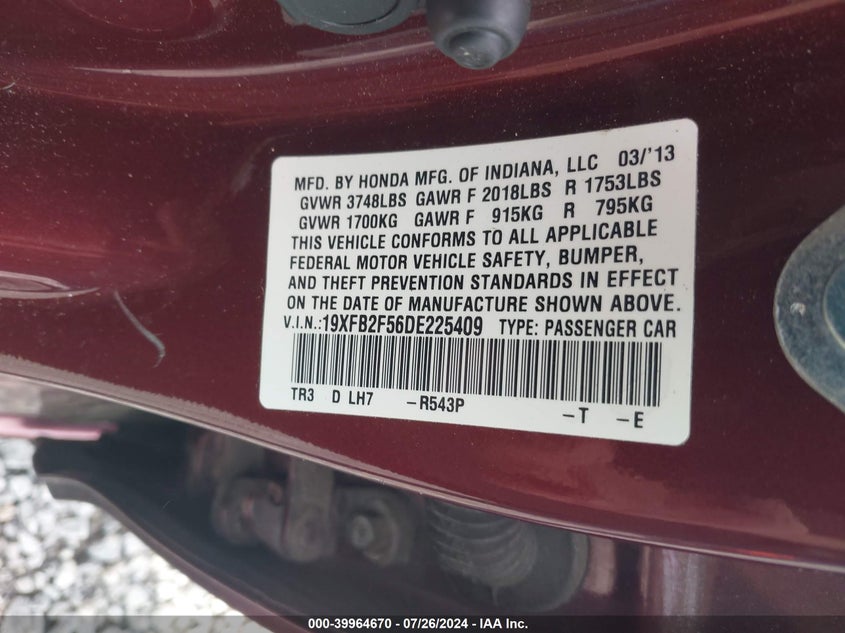 MFD. BY HONDA MFG. OF INDIANA, LLC 03/'13
GVWR 3748LBS GAWR F 2018LBS R 1753LBS
GVWR 1700KG GAWR F 915KG R 795KG
THIS VEHICLE CONFORMS TO ALL APPLICABLE
FEDERAL MOTOR VEHICLE SAFETY, BUMPER,
AND THEFT PREVENTION STANDARDS IN EFFECT
ON THE DATE OF MANUFACTURE SHOWN ABOVE.
V.I.N.:19XFB2F56DE225409 TYPE: PASSENGER CAR
TR3 D LH7 -R543P -T -E
000-39964670 - 07/26/2024 - IAA Inc.